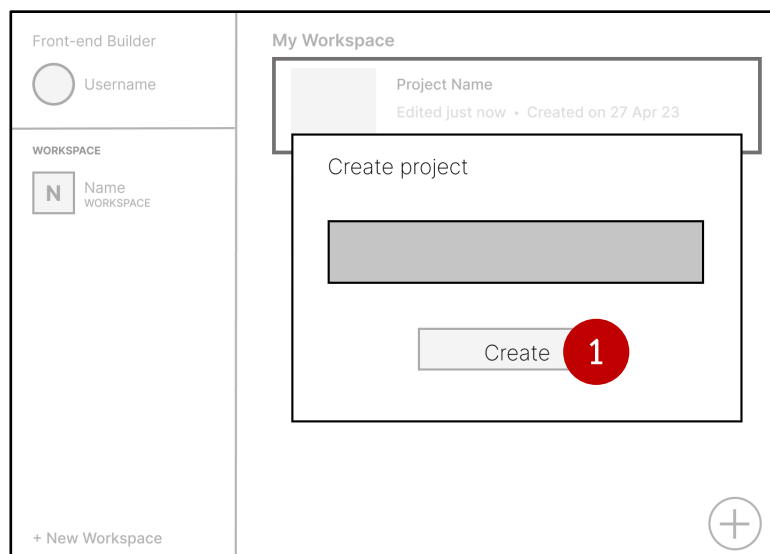 Front-end Builder
Username
WORKSPACE
N
Name
WORKSPACE
+ New Workspace
My Workspace
Project Name
Edited just now • Created on 27 Apr 23
Create project
Create
1